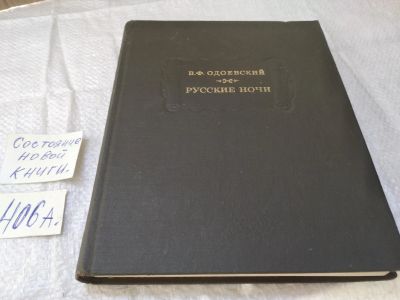 В.Ф. ОДОЕВСКИЙ
РУССКИЕ НОЧИ
Состояние
новой
книги.
406А.